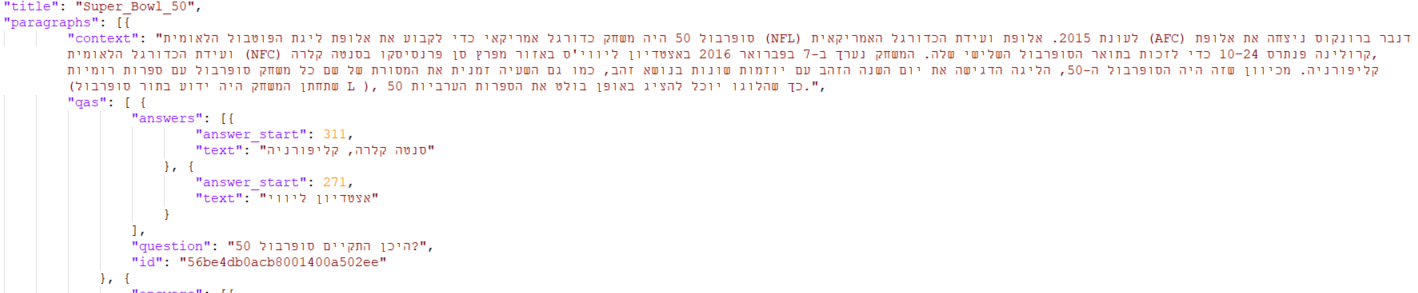 "title": "Super_Bowl_50",
"paragraphs": [{
"context": "סופרבול 50 היה משחק כדורגל אמריקאי כדי לקבוע את אלופת ליגת הפוטבול הלאומית (NFL) לעונת 2015. אלופת ועידת הכדורגל האמריקאית (AFC) דנבר ברונקוס ניצחה את אלופת
ועידת הכדורגל הלאומית (NFC) קרולינה פנתרס 24-10 כדי לזכות בתואר הסופרבול השלישי שלה. המשחק נערך ב-7 בפברואר 2016 באצטדיון ליווי'ס באזור מפרץ סן פרנסיסקו בסנטה קלרה,
קליפורניה. מכיוון שזה היה הסופרבול ה-50, הליגה הדגישה את יום השנה הזהב עם יוזמות שונות בנושא זהב, כמו גם השעיה זמנית את המסורת של שם כל משחק סופרבול עם ספרות רומיות
(שתחתן המשחק היה ידוע בתור סופרבול L ), כך שהלוגו יוכל להציג באופן בולט את הספרות הערביות 50.",
"qas": [ {
"answers": [{
"answer_start": 311,
"text": "סנטה קלרה, קליפורניה"
}, {
"answer_start": 271,
"text": "אצטדיון ליווי"
}
],
"question": "היכן התקיים סופרבול 50?",
"id": "56be4db0acb8001400a502ee"
}, {